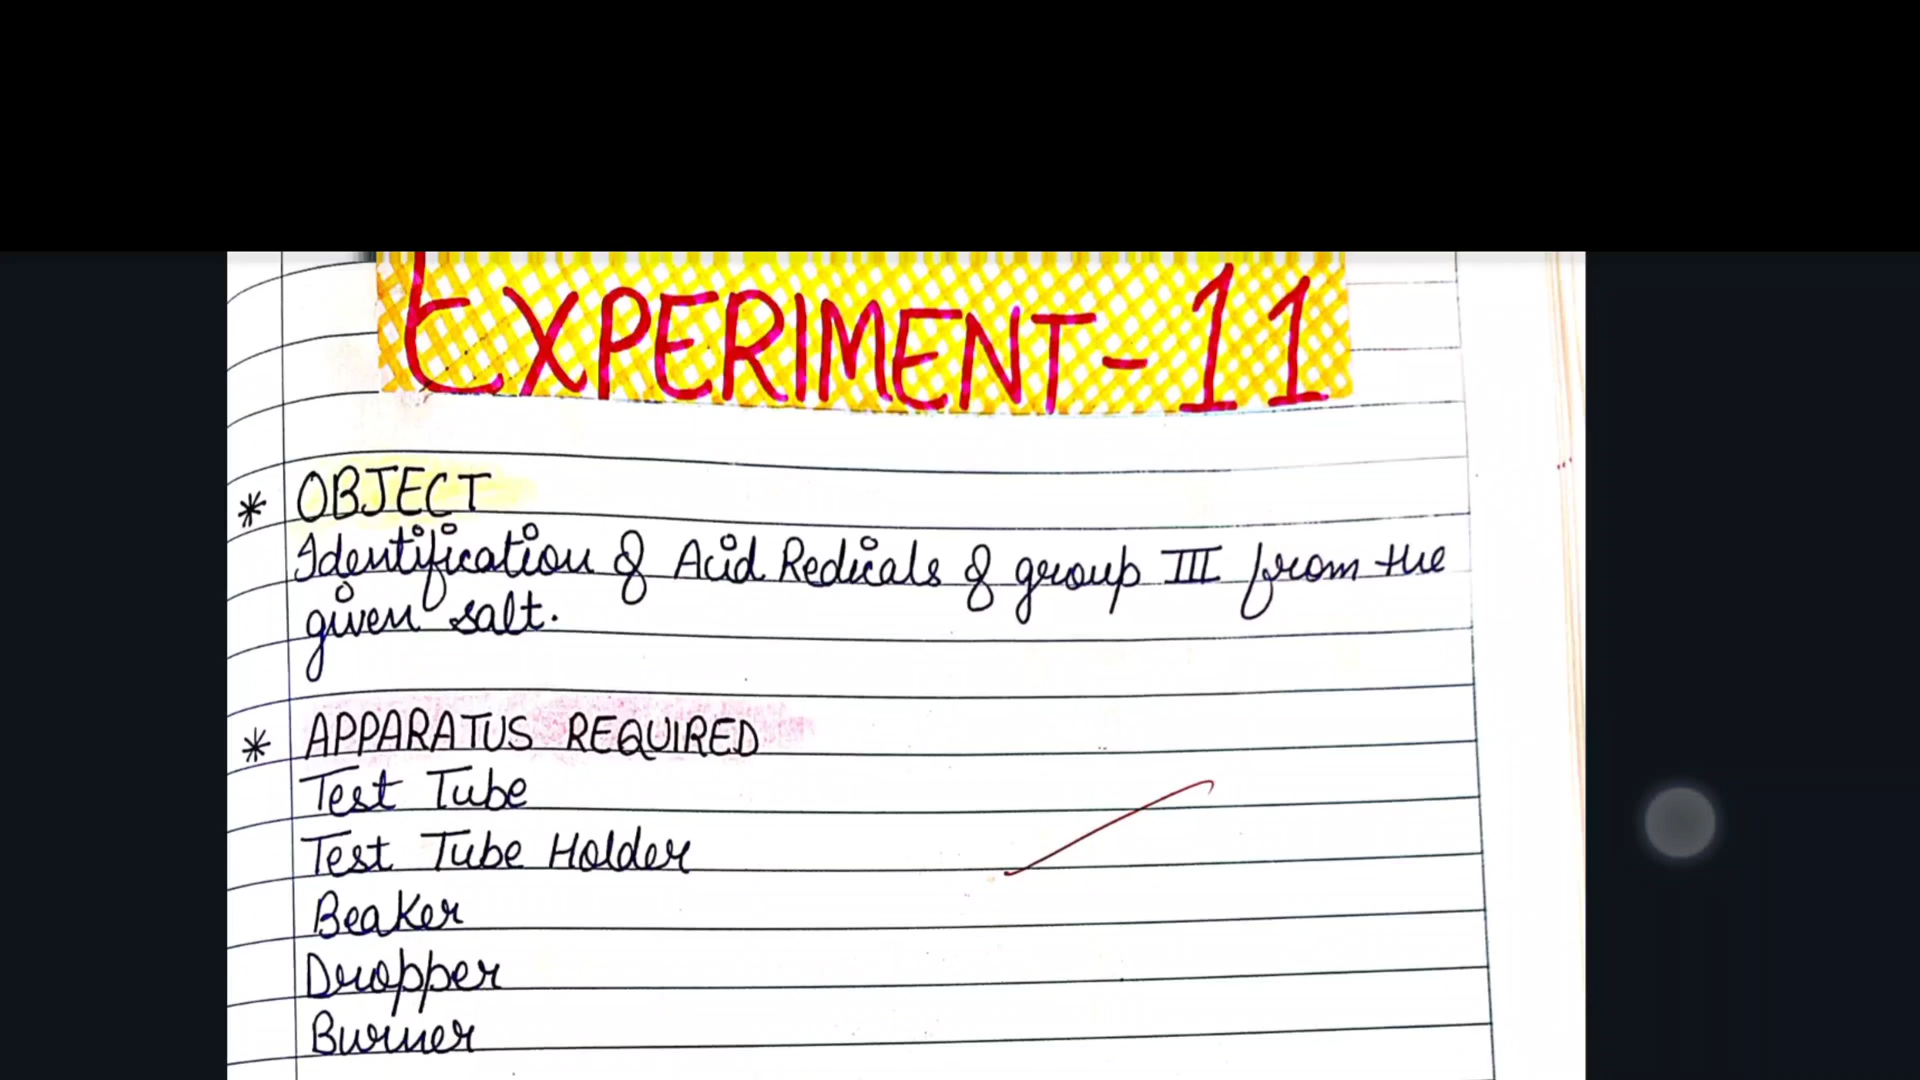 EXPERIMENT-11
* OBJECT
Identification of Acid Redicals of group III from the
given salt.
* APPARATUS REQUIRED
Test Tube
Test Tube Holder
Beaker
Dropper
Burner